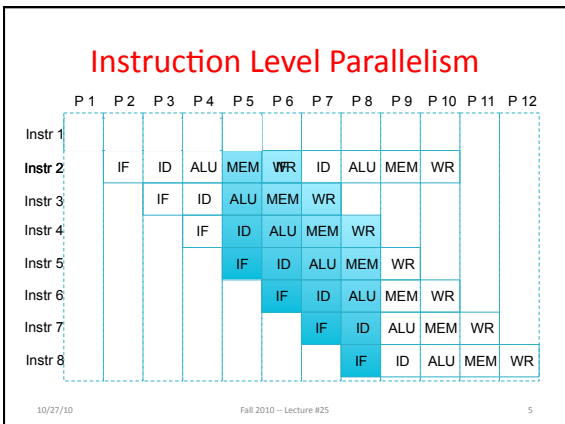 Instruction Level Parallelism
P 1 P 2 P 3 P 4 P 5 P 6 P 7 P 8 P 9 P 10 P 11 P 12
Instr 1
Instr 2 IF ID ALU MEM ID ALU MEM WR
Instr 3 IF ID ALU MEM WR
Instr 4 IF ID ALU MEM WR
Instr 5 IF ID ALU MEM WR
Instr 6 IF ID ALU MEM WR
Instr 7 IF ID ALU MEM WR
Instr 8 IF ID ALU MEM WR
10/27/10 Fall 2010 -- Lecture #25 5